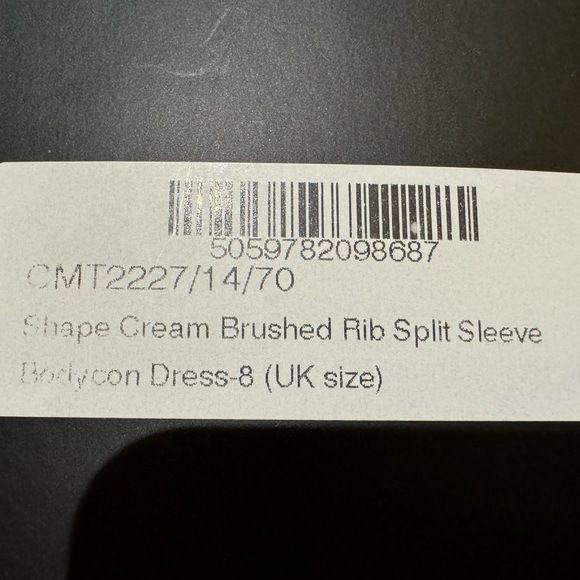 5059782098687
CMT2227/14/70
Shape Cream Brushed Rib Split Sleeve
Bodycon Dress-8 (UK size)